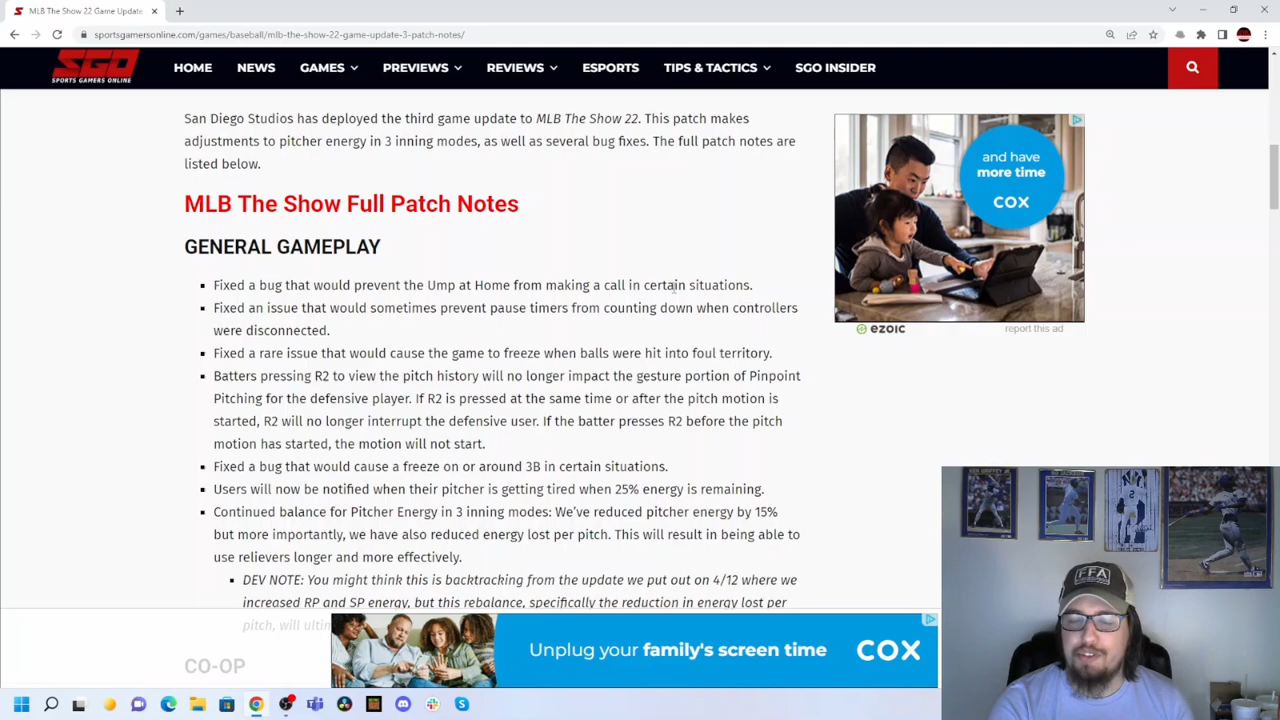 MLB The Show 22 Game Update
sportsgamersonline.com/games/baseball/mlb-the-show-22-game-update-3-patch-notes/
SGO
SPORTS GAMERS ONLINE
HOME
NEWS
GAMES
PREVIEWS
REVIEWS
ESPORTS
TIPS & TACTICS
SGO INSIDER
San Diego Studios has deployed the third game update to MLB The Show 22. This patch makes
adjustments to pitcher energy in 3 inning modes, as well as several bug fixes. The full patch notes are
listed below.
MLB The Show Full Patch Notes
GENERAL GAMEPLAY
Fixed a bug that would prevent the Ump at Home from making a call in certain situations.
Fixed an issue that would sometimes prevent pause timers from counting down when controllers
were disconnected.
Fixed a rare issue that would cause the game to freeze when balls were hit into foul territory.
Batters pressing R2 to view the pitch history will no longer impact the gesture portion of Pinpoint
Pitching for the defensive player. If R2 is pressed at the same time or after the pitch motion is
started, R2 will no longer interrupt the defensive user. If the batter presses R2 before the pitch
motion has started, the motion will not start.
Fixed a bug that would cause a freeze on or around 3B in certain situations.
Users will now be notified when their pitcher is getting tired when 25% energy is remaining.
Continued balance for Pitcher Energy in 3 inning modes: We've reduced pitcher energy by 15%
but more importantly, we have also reduced energy lost per pitch. This will result in being able to
use relievers longer and more effectively.
DEV NOTE: You might think this is backtracking from the update we put out on 4/12 where we
increased RP and SP energy, but this rebalance, specifically the reduction in energy lost per
pitch, will
CO-OP
and have
more time
COX
ezoic
report this ad
Unplug your family's screen time
COX
FFA
2